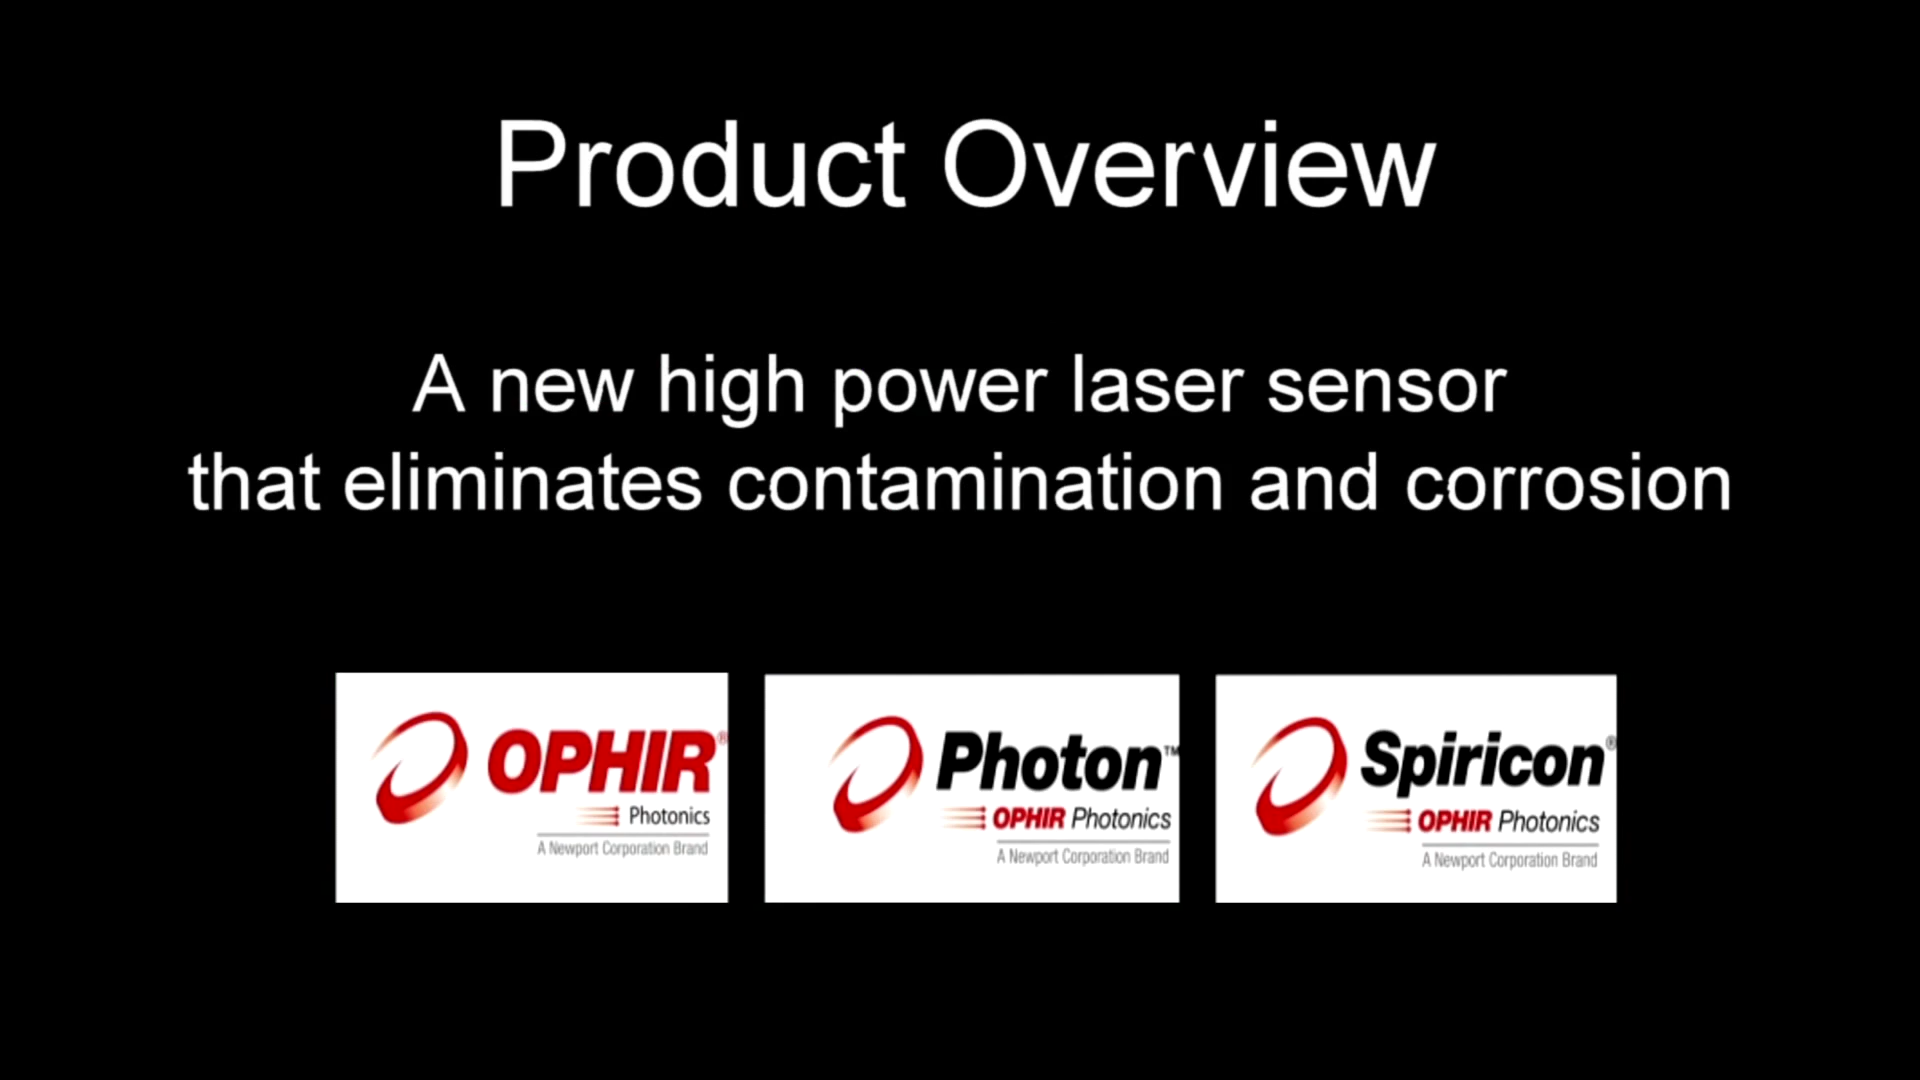 Product Overview
A new high power laser sensor
that eliminates contamination and corrosion
OPHIR®
Photonics
A Newport Corporation Brand
Photon™
OPHIR Photonics
A Newport Corporation Brand
Spiricon®
OPHIR Photonics
A Newport Corporation Brand